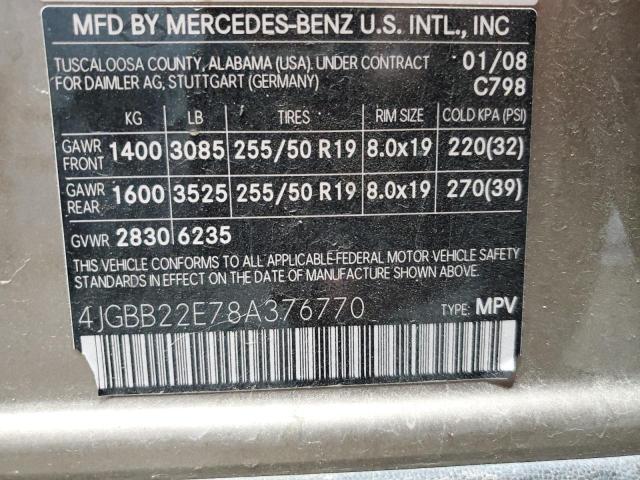 MFD BY MERCEDES-BENZ U.S. INTL., INC
TUSCALOOSA COUNTY, ALABAMA (USA). UNDER CONTRACT 01/08
FOR DAIMLER AG, STUTTGART (GERMANY) C798
KG LB TIRES RIM SIZE COLD KPA (PSI)
GAWR FRONT 1400 3085 255/50 R19 8.0x19 220(32)
GAWR REAR 1600 3525 255/50 R19 8.0x19 270(39)
GVWR 2830 6235
THIS VEHICLE CONFORMS TO ALL APPLICABLE FEDERAL MOTOR VEHICLE SAFETY
STANDARDS IN EFFECT ON THE DATE OF MANUFACTURE SHOWN ABOVE.
4JGBB22E78A376770 TYPE: MPV